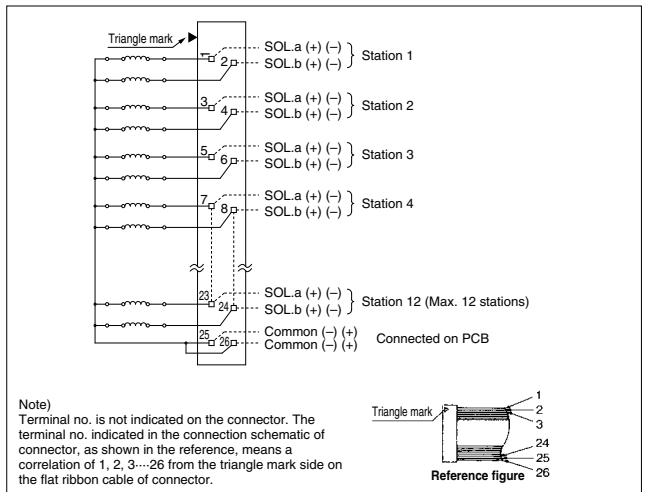 Triangle mark
1
2
SOL.a (+) (–)
SOL.b (+) (–)
Station 1
3
4
SOL.a (+) (–)
SOL.b (+) (–)
Station 2
5
6
SOL.a (+) (–)
SOL.b (+) (–)
Station 3
7
8
SOL.a (+) (–)
SOL.b (+) (–)
Station 4
23
24
SOL.a (+) (–)
SOL.b (+) (–)
Station 12 (Max. 12 stations)
25
26
Common (–) (+)
Common (–) (+)
Connected on PCB
Note)
Terminal no. is not indicated on the connector. The
terminal no. indicated in the connection schematic of
connector, as shown in the reference, means a
correlation of 1, 2, 3····26 from the triangle mark side on
the flat ribbon cable of connector.
Triangle mark
1
2
3
24
25
26
Reference figure